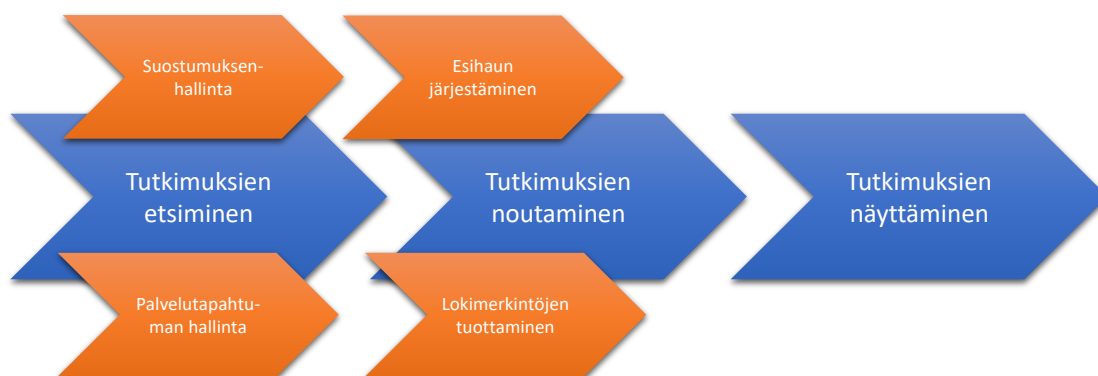 Suostumuksen-
hallinta
Esihaun
järjestäminen
Tutkimuksien
etsiminen
Tutkimuksien
noutaminen
Tutkimuksien
näyttäminen
Palvelutapahtu-
man hallinta
Lokimerkintöjen
tuottaminen